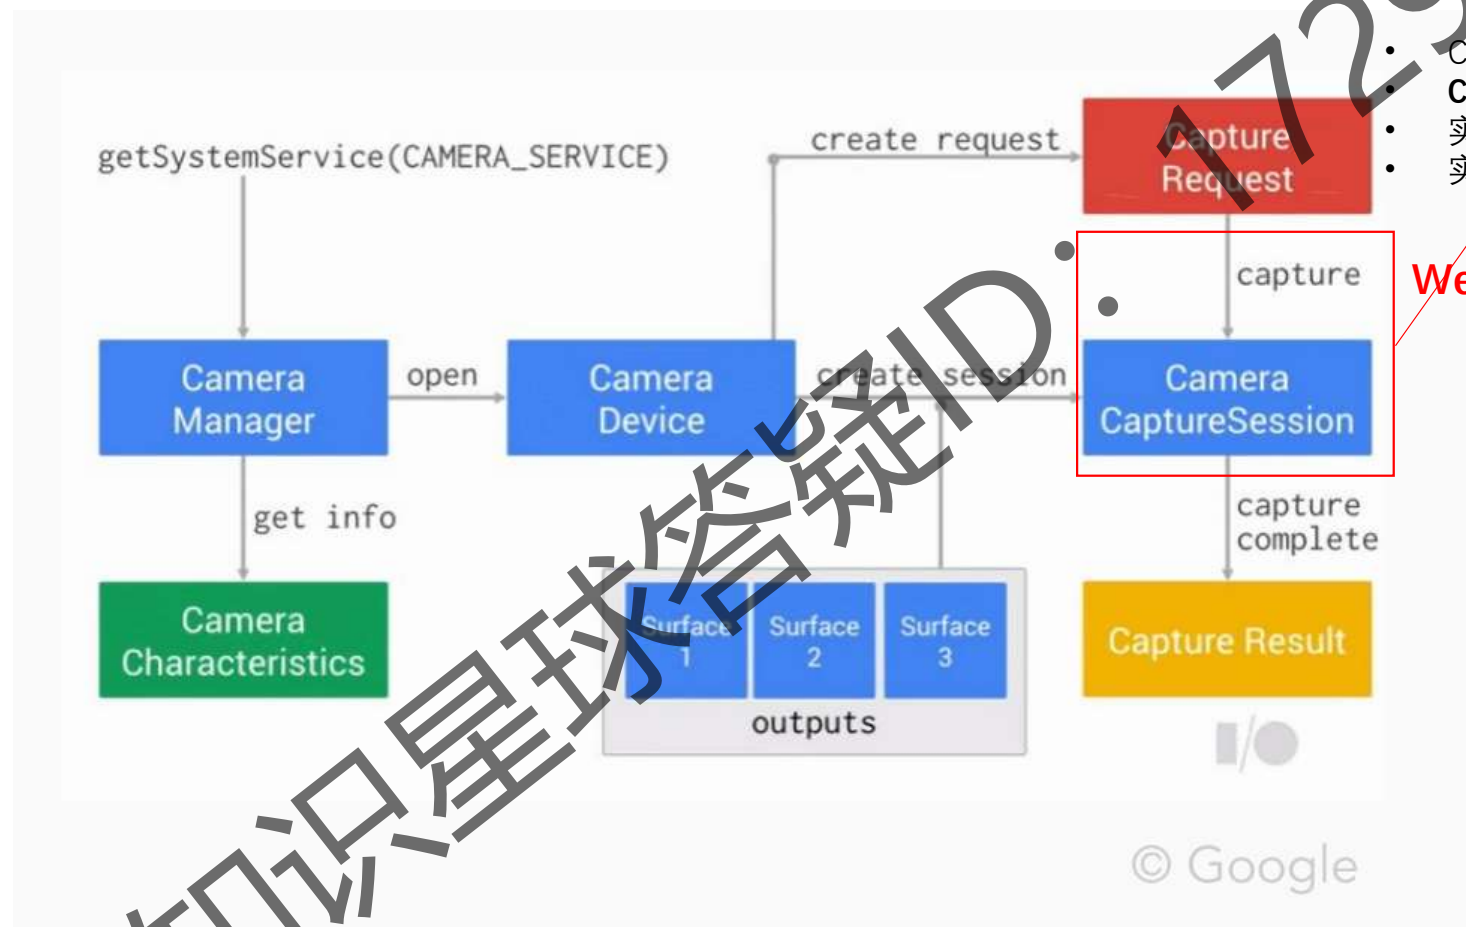 getSystemService(CAMERA_SERVICE)
create request
Capture
Request
capture
Camera
Manager
open
Camera
Device
create session
Camera
CaptureSession
get info
capture
complete
Camera
Characteristics
Surface
1
Surface
2
Surface
3
outputs
Capture Result
I/O
© Google
知识星球答疑ID: 1729
• C
• C
• 实
• 实
We